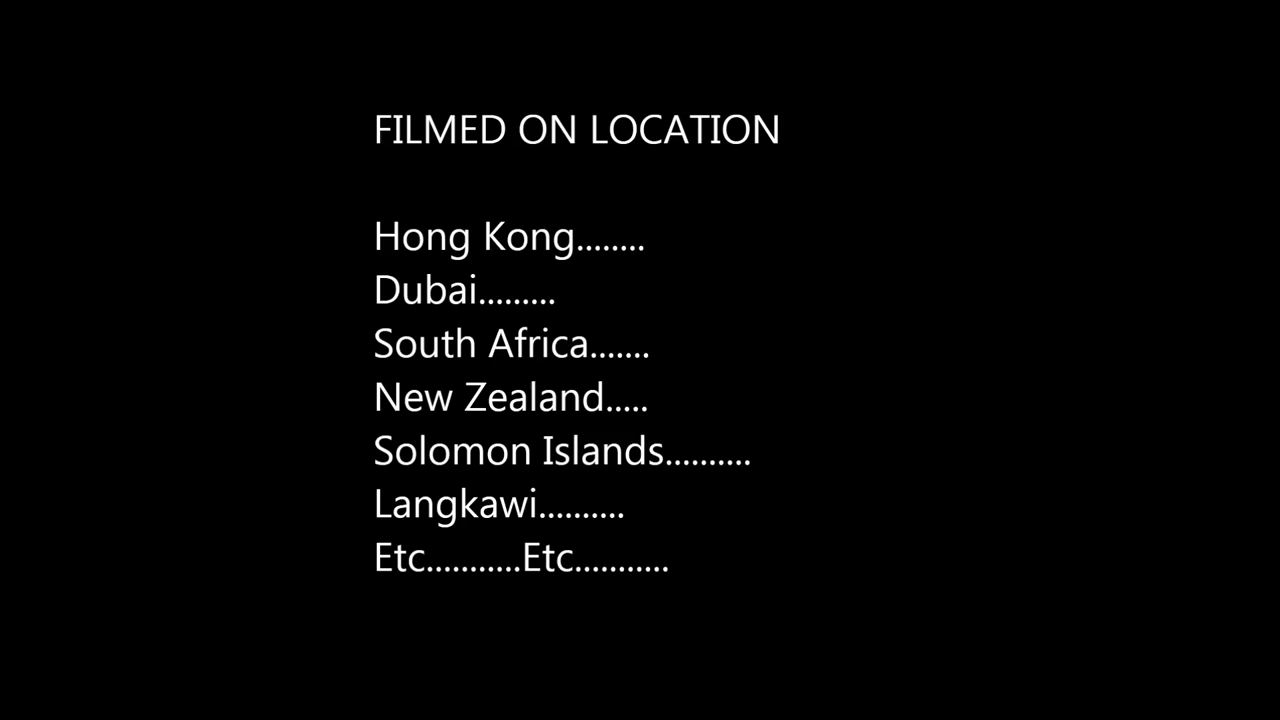 FILMED ON LOCATION
Hong Kong........
Dubai.........
South Africa.......
New Zealand.....
Solomon Islands..........
Langkawi..........
Etc...........Etc...........